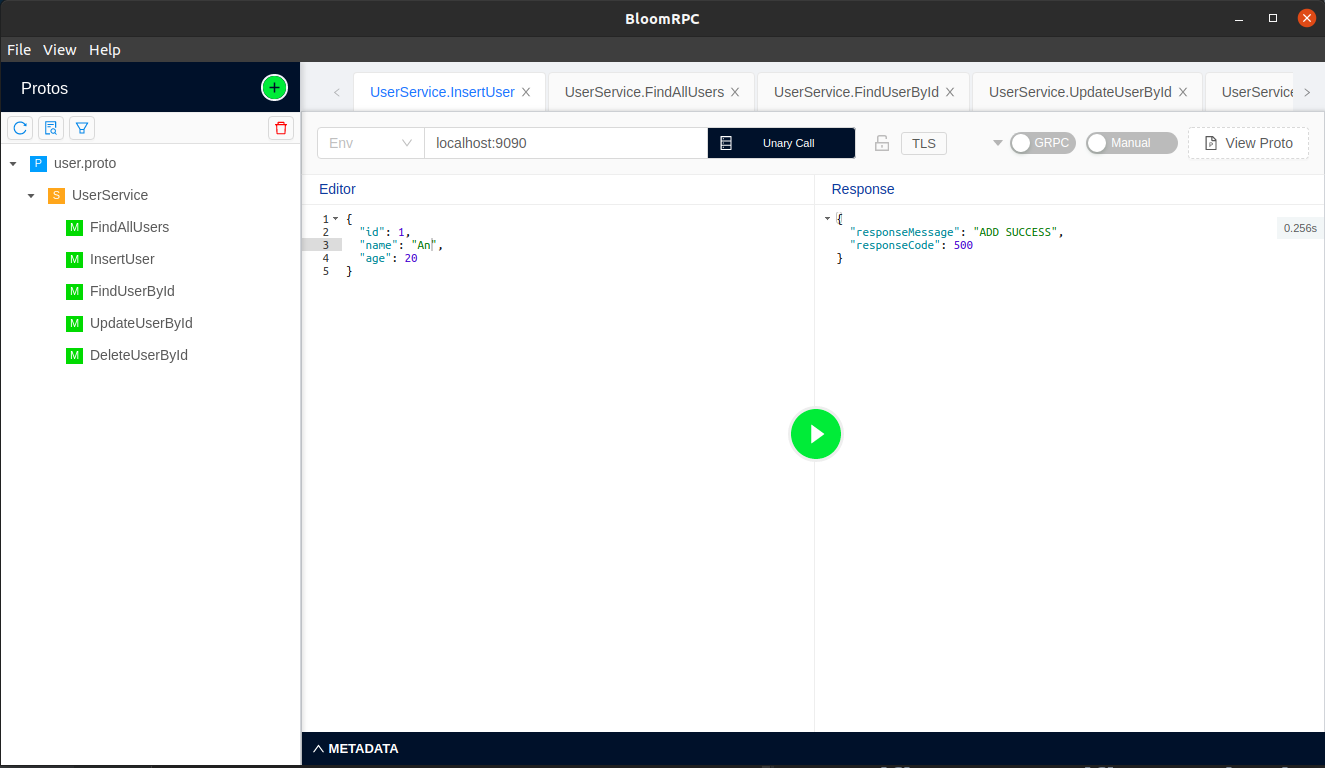 BloomRPC
File View Help
Protos
P user.proto
S UserService
M FindAllUsers
M InsertUser
M FindUserById
M UpdateUserById
M DeleteUserById
UserService.InsertUser UserService.FindAllUsers UserService.FindUserById UserService.UpdateUserById UserService
Env localhost:9090 Unary Call TLS GRPC Manual View Proto
Editor
1 {
2 "id": 1,
3 "name": "An",
4 "age": 20
5 }
Response
{
"responseMessage": "ADD SUCCESS",
"responseCode": 500
}
0.256s
METADATA